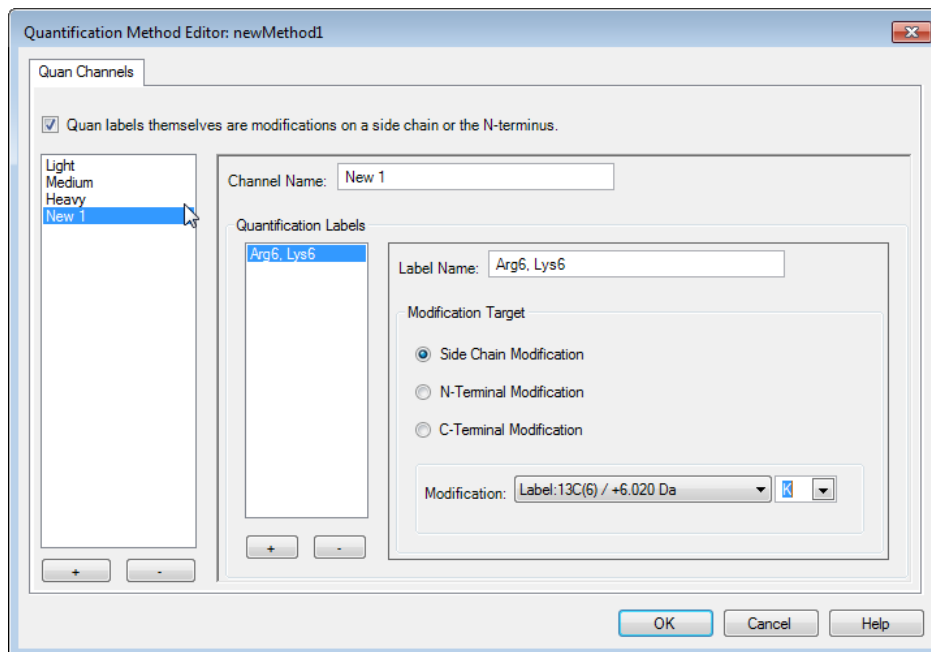 Quantification Method Editor: newMethod1
Quan Channels
Quan labels themselves are modifications on a side chain or the N-terminus.
Light
Medium
Heavy
New 1
+ -
Channel Name: New 1
Quantification Labels
Arg6, Lys6
+ -
Label Name: Arg6, Lys6
Modification Target
Side Chain Modification
N-Terminal Modification
C-Terminal Modification
Modification: Label:13C(6) / +6.020 Da K
OK Cancel Help